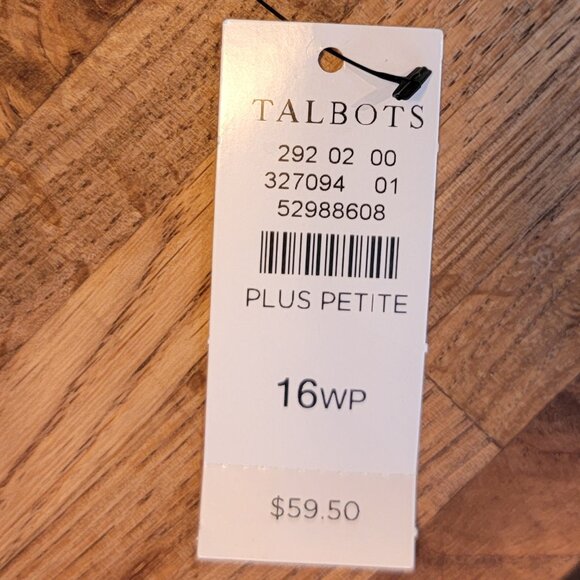 TALBOTS
292 02 00
327094 01
52988608
PLUS PETITE
16WP
$59.50